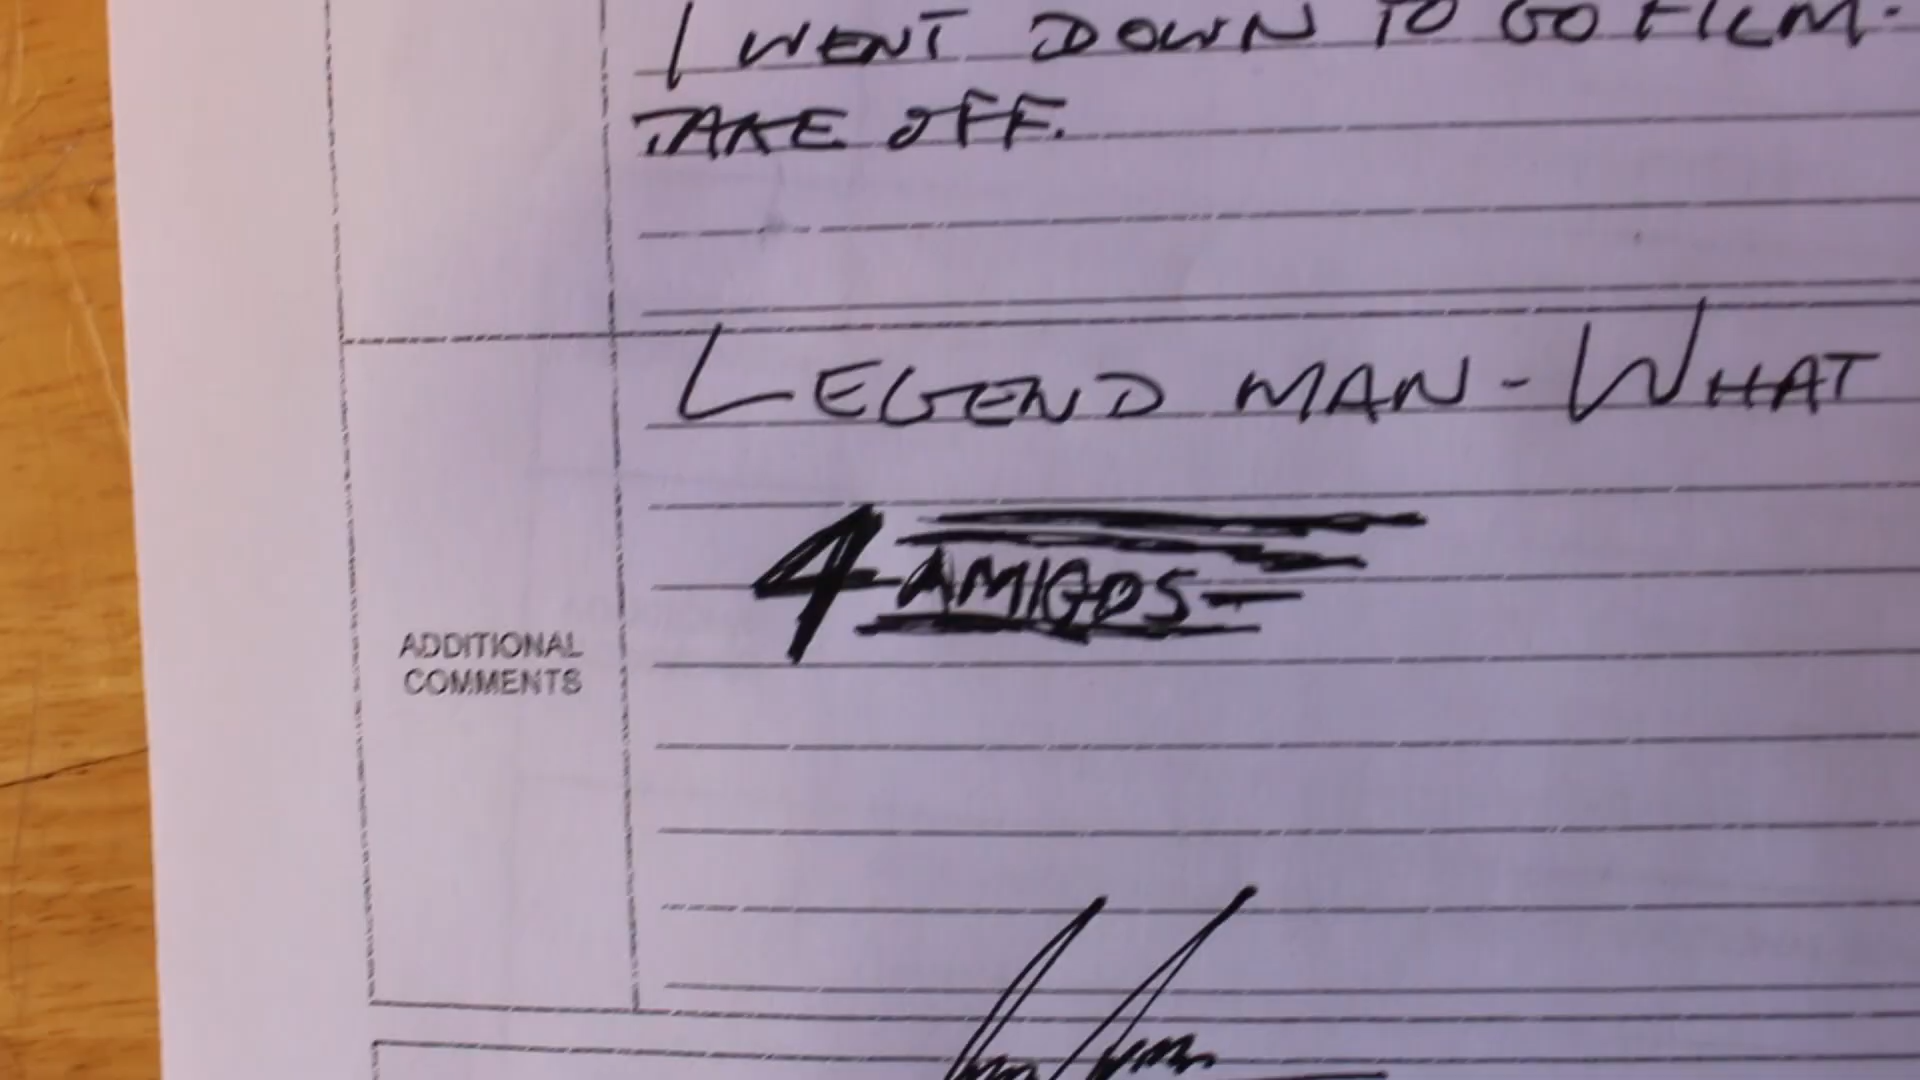 I WENT DOWN TO GO FILM.
TAKE OFF.
LEGEND MAN - WHAT
4 AMIGOS
ADDITIONAL
COMMENTS